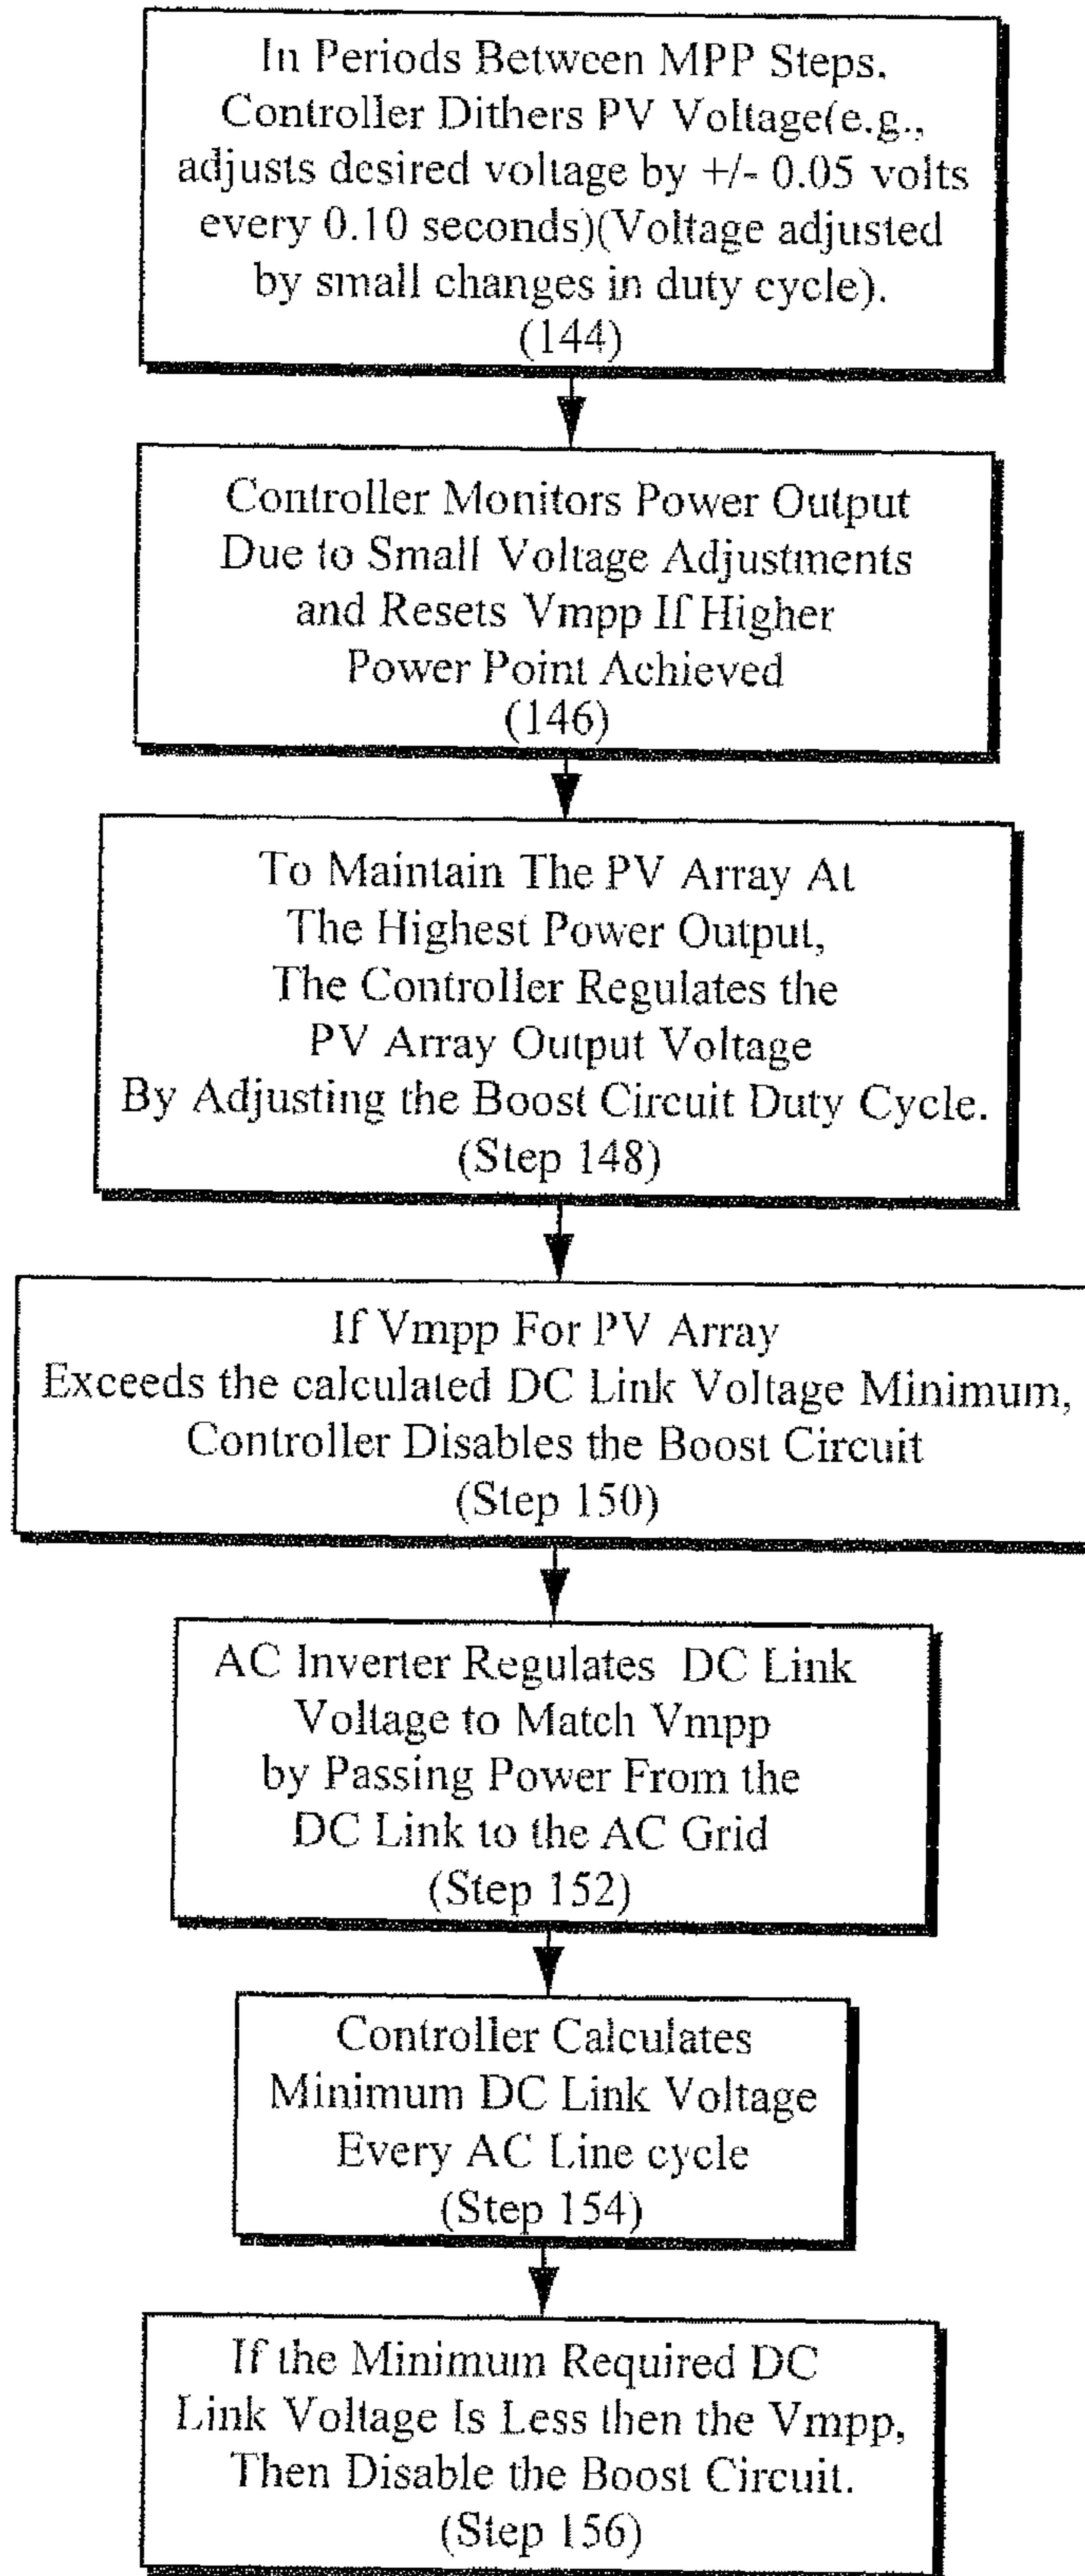 In Periods Between MPP Steps.
Controller Dithers PV Voltage(e.g.,
adjusts desired voltage by +/- 0.05 volts
every 0.10 seconds)(Voltage adjusted
by small changes in duty cycle).
(144)
Controller Monitors Power Output
Due to Small Voltage Adjustments
and Resets Vmpp If Higher
Power Point Achieved
(146)
To Maintain The PV Array At
The Highest Power Output,
The Controller Regulates the
PV Array Output Voltage
By Adjusting the Boost Circuit Duty Cycle.
(Step 148)
If Vmpp For PV Array
Exceeds the calculated DC Link Voltage Minimum,
Controller Disables the Boost Circuit
(Step 150)
AC Inverter Regulates DC Link
Voltage to Match Vmpp
by Passing Power From the
DC Link to the AC Grid
(Step 152)
Controller Calculates
Minimum DC Link Voltage
Every AC Line cycle
(Step 154)
If the Minimum Required DC
Link Voltage Is Less then the Vmpp,
Then Disable the Boost Circuit.
(Step 156)